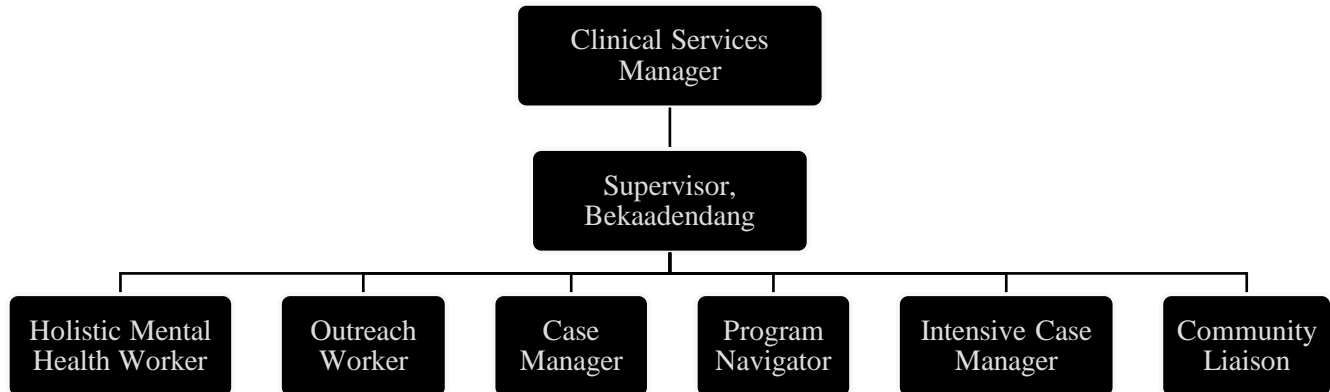 Clinical Services
Manager
Supervisor,
Bekaadendang
Holistic Mental
Health Worker
Outreach
Worker
Case
Manager
Program
Navigator
Intensive Case
Manager
Community
Liaison